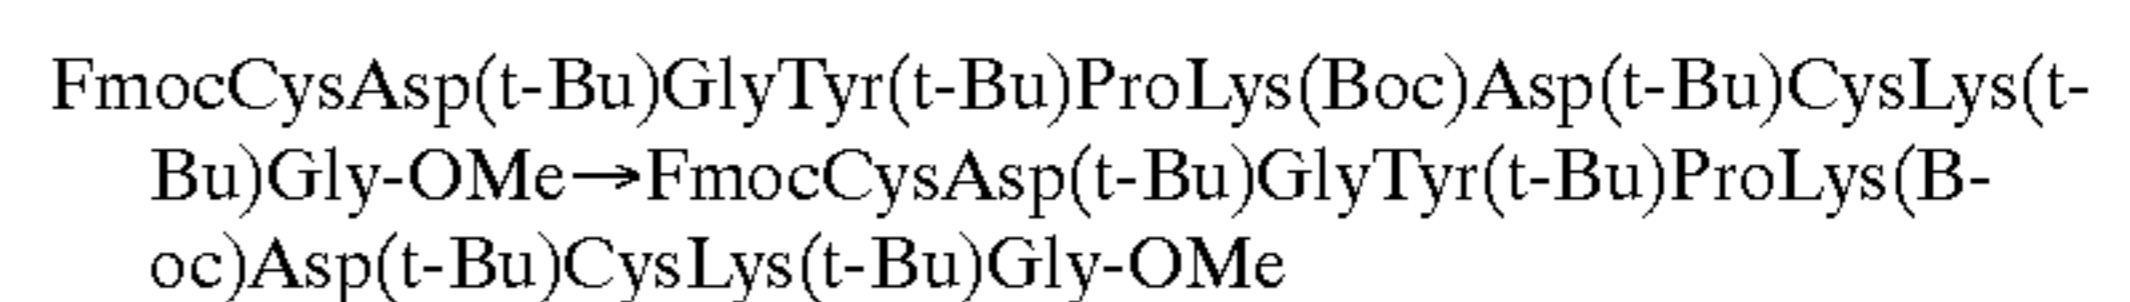 FmocCysAsp(t-Bu)GlyTyr(t-Bu)ProLys(Boc)Asp(t-Bu)CysLys(t-
Bu)Gly-OMe→FmocCysAsp(t-Bu)GlyTyr(t-Bu)ProLys(B-
oc)Asp(t-Bu)CysLys(t-Bu)Gly-OMe